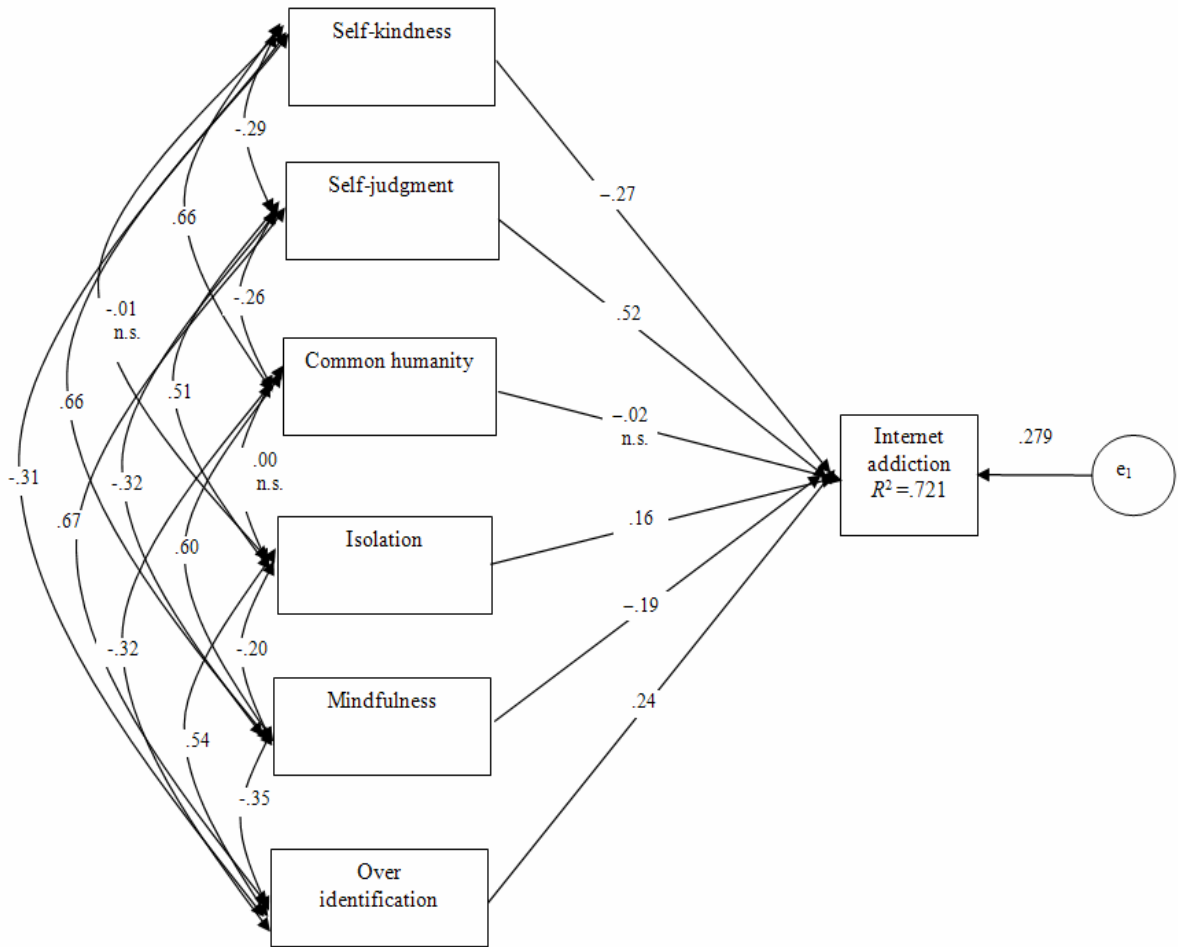 Self-kindness
-.29
Self-judgment
–.27
.66
-.26
-.01
n.s.
.52
Common humanity
.51
.66
–.02
n.s.
Internet
addiction
R² =.721
.279
e₁
.00
n.s.
-.31
-.32
.67
.16
Isolation
.60
–.19
-.32
-.20
Mindfulness
.24
.54
-.35
Over
identification